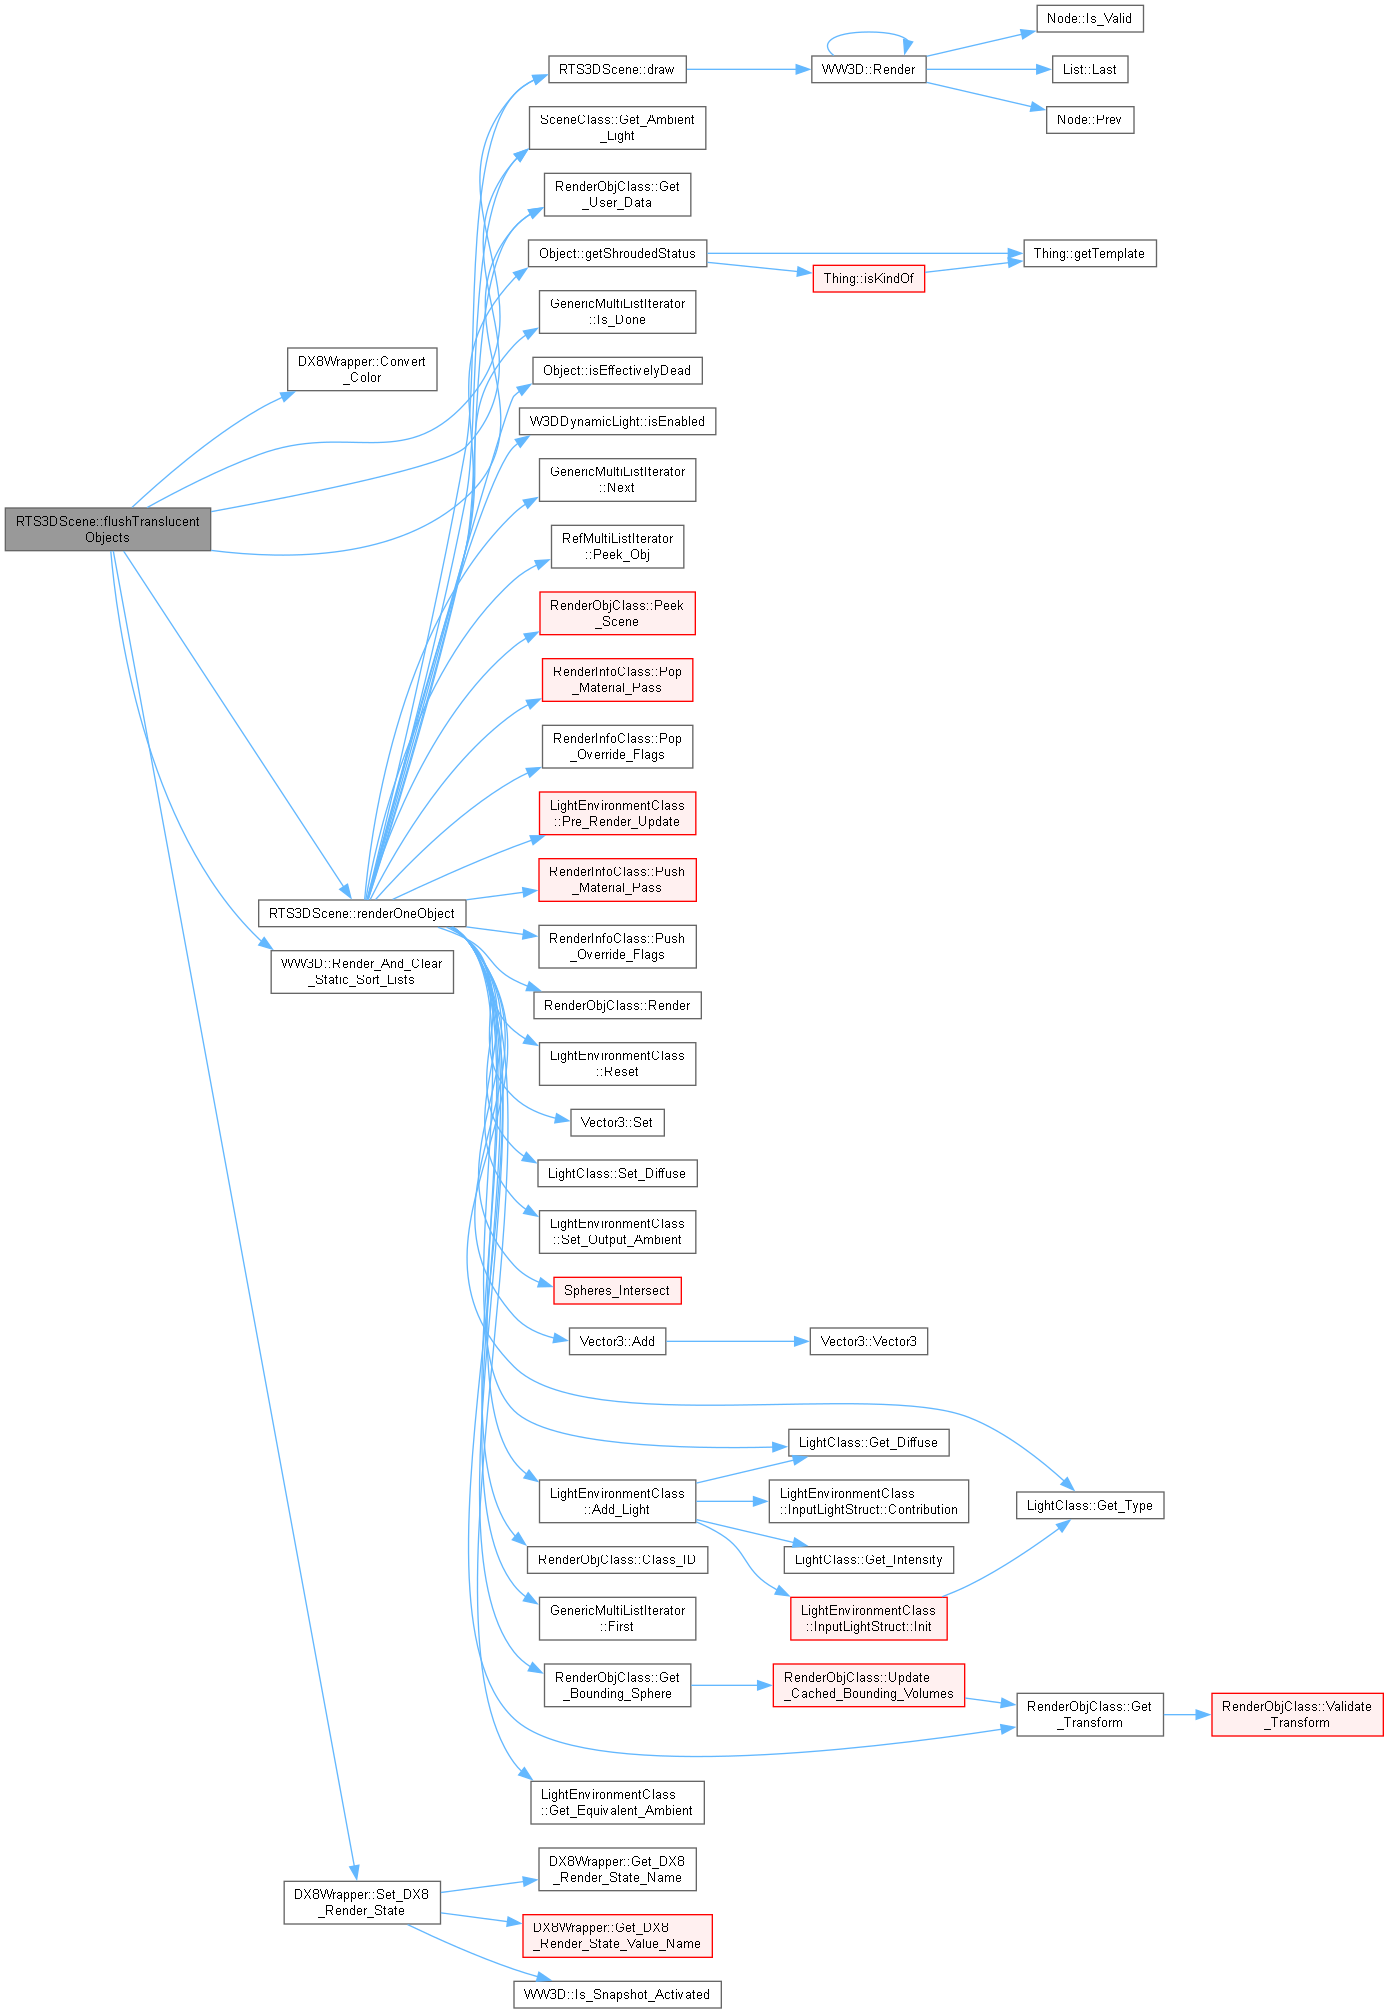 Node::Is_Valid
RTS3DScene::draw
WW3D::Render
List::Last
Node::Prev
SceneClass::Get_Ambient
_Light
RenderObjClass::Get
_User_Data
Object::getShroudedStatus
Thing::getTemplate
Thing::isKindOf
GenericMultiListIterator
::Is_Done
DX8Wrapper::Convert
_Color
Object::isEffectivelyDead
W3DDynamicLight::isEnabled
GenericMultiListIterator
::Next
RTS3DScene::flushTranslucent
Objects
RefMultiListIterator
::Peek_Obj
RenderObjClass::Peek
_Scene
RenderInfoClass::Pop
_Material_Pass
RenderInfoClass::Pop
_Override_Flags
LightEnvironmentClass
::Pre_Render_Update
RenderInfoClass::Push
_Material_Pass
RTS3DScene::renderOneObject
RenderInfoClass::Push
_Override_Flags
WW3D::Render_And_Clear
_Static_Sort_Lists
RenderObjClass::Render
LightEnvironmentClass
::Reset
Vector3::Set
LightClass::Set_Diffuse
LightEnvironmentClass
::Set_Output_Ambient
Spheres_Intersect
Vector3::Add
Vector3::Vector3
LightClass::Get_Diffuse
LightEnvironmentClass
::Add_Light
LightEnvironmentClass
::InputLightStruct::Contribution
LightClass::Get_Type
RenderObjClass::Class_ID
LightClass::Get_Intensity
GenericMultiListIterator
::First
LightEnvironmentClass
::InputLightStruct::Init
RenderObjClass::Get
_Bounding_Sphere
RenderObjClass::Update
_Cached_Bounding_Volumes
RenderObjClass::Get
_Transform
RenderObjClass::Validate
_Transform
LightEnvironmentClass
::Get_Equivalent_Ambient
DX8Wrapper::Get_DX8
_Render_State_Name
DX8Wrapper::Set_DX8
_Render_State
DX8Wrapper::Get_DX8
_Render_State_Value_Name
WW3D::Is_Snapshot_Activated